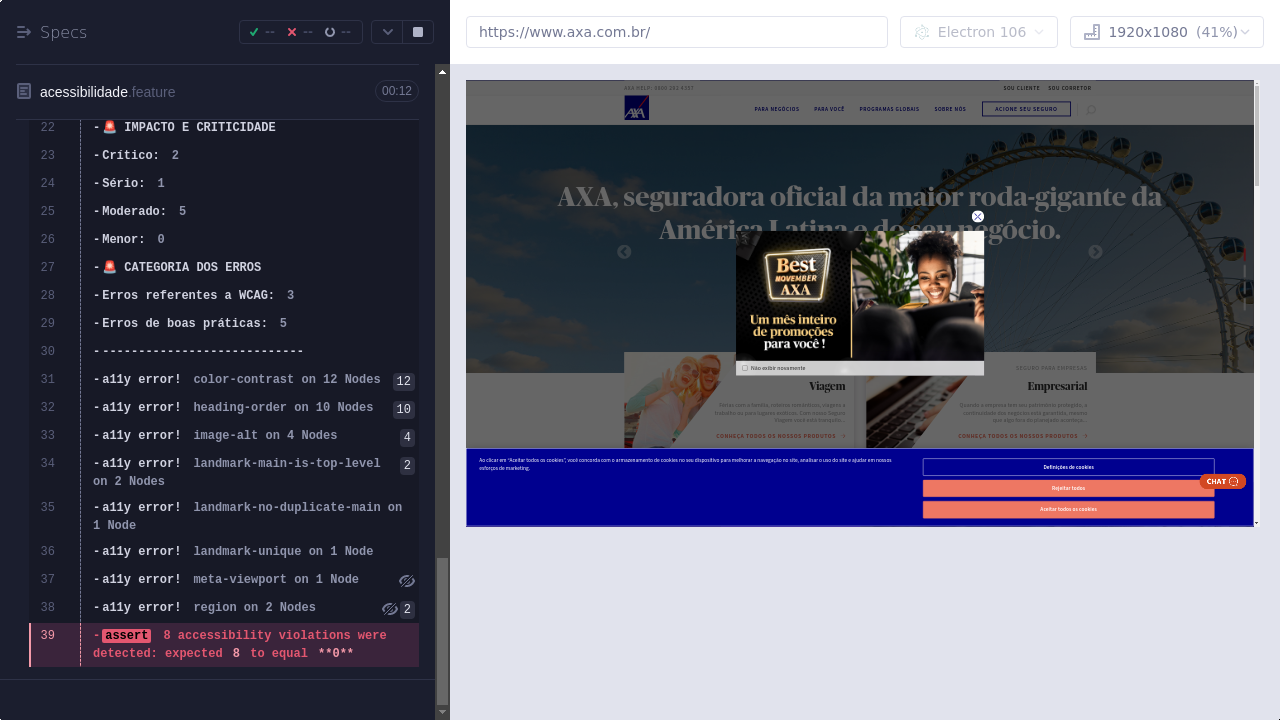 Specs
--
--
--
https://www.axa.com.br/
Electron 106
1920x1080 (41%)
acessibilidade.feature
00:12
22 -🚨 IMPACTO E CRITICIDADE
23 -Crítico: 2
24 -Sério: 1
25 -Moderado: 5
26 -Menor: 0
27 -🚨 CATEGORIA DOS ERROS
28 -Erros referentes a WCAG: 3
29 -Erros de boas práticas: 5
30 -----------------------------
31 -a11y error! color-contrast on 12 Nodes 12
32 -a11y error! heading-order on 10 Nodes 10
33 -a11y error! image-alt on 4 Nodes 4
34 -a11y error! landmark-main-is-top-level
on 2 Nodes 2
35 -a11y error! landmark-no-duplicate-main on
1 Node
36 -a11y error! landmark-unique on 1 Node
37 -a11y error! meta-viewport on 1 Node
38 -a11y error! region on 2 Nodes 2
39 -assert 8 accessibility violations were
detected: expected 8 to equal **0**
SOU CLIENTE SOU CORRETOR
AXA
PARA NEGÓCIOS PARA VOCÊ PROGRAMAS GLOBAIS SOBRE NÓS ACIONE SEU SEGURO
AXA, seguradora oficial da maior roda-gigante da
América Latina e do seu negócio.
Best
NOVEMBER
AXA
Um mês inteiro
de promoções
para você !
Não exibir novamente
Viagem
CONHEÇA TODOS OS NOSSOS PRODUTOS
SEGURO PARA EMPRESAS
Empresarial
CONHEÇA TODOS OS NOSSOS PRODUTOS
Ao clicar em "Aceitar todos os cookies", você concorda com o armazenamento de cookies no seu dispositivo para melhorar a navegação no site, analisar o uso do site e ajudar em nossos
esforços de marketing.
Definições de cookies
Rejeitar todos
Aceitar todos os cookies
CHAT